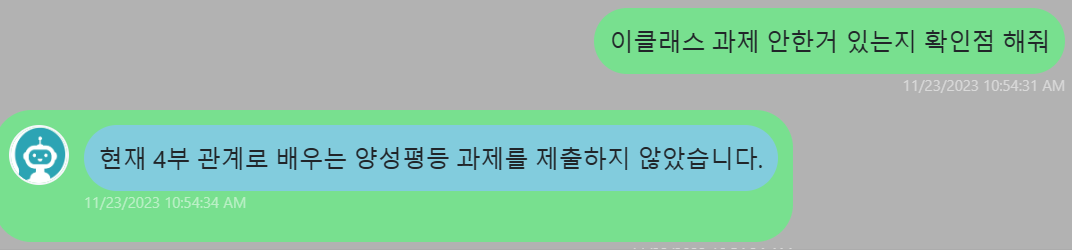 이클래스 과제 안한거 있는지 확인점 해줘
11/23/2023 10:54:31 AM
현재 4부 관계로 배우는 양성평등 과제를 제출하지 않았습니다.
11/23/2023 10:54:34 AM